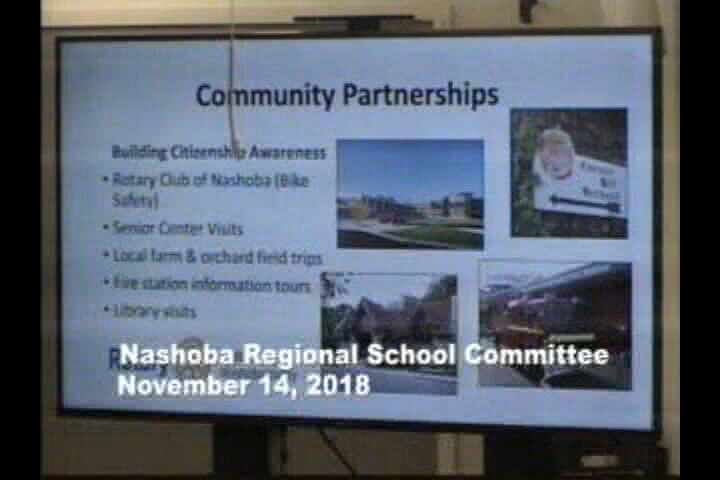 Community Partnerships
Building Citizenship Awareness
• Rotary Club of Nashoba (Bike
Safety)
• Senior Center Visits
• Local farm & orchard field trips
• Fire station information tours
• Library visits
Rotary
Nashoba Regional School Committee
November 14, 2018